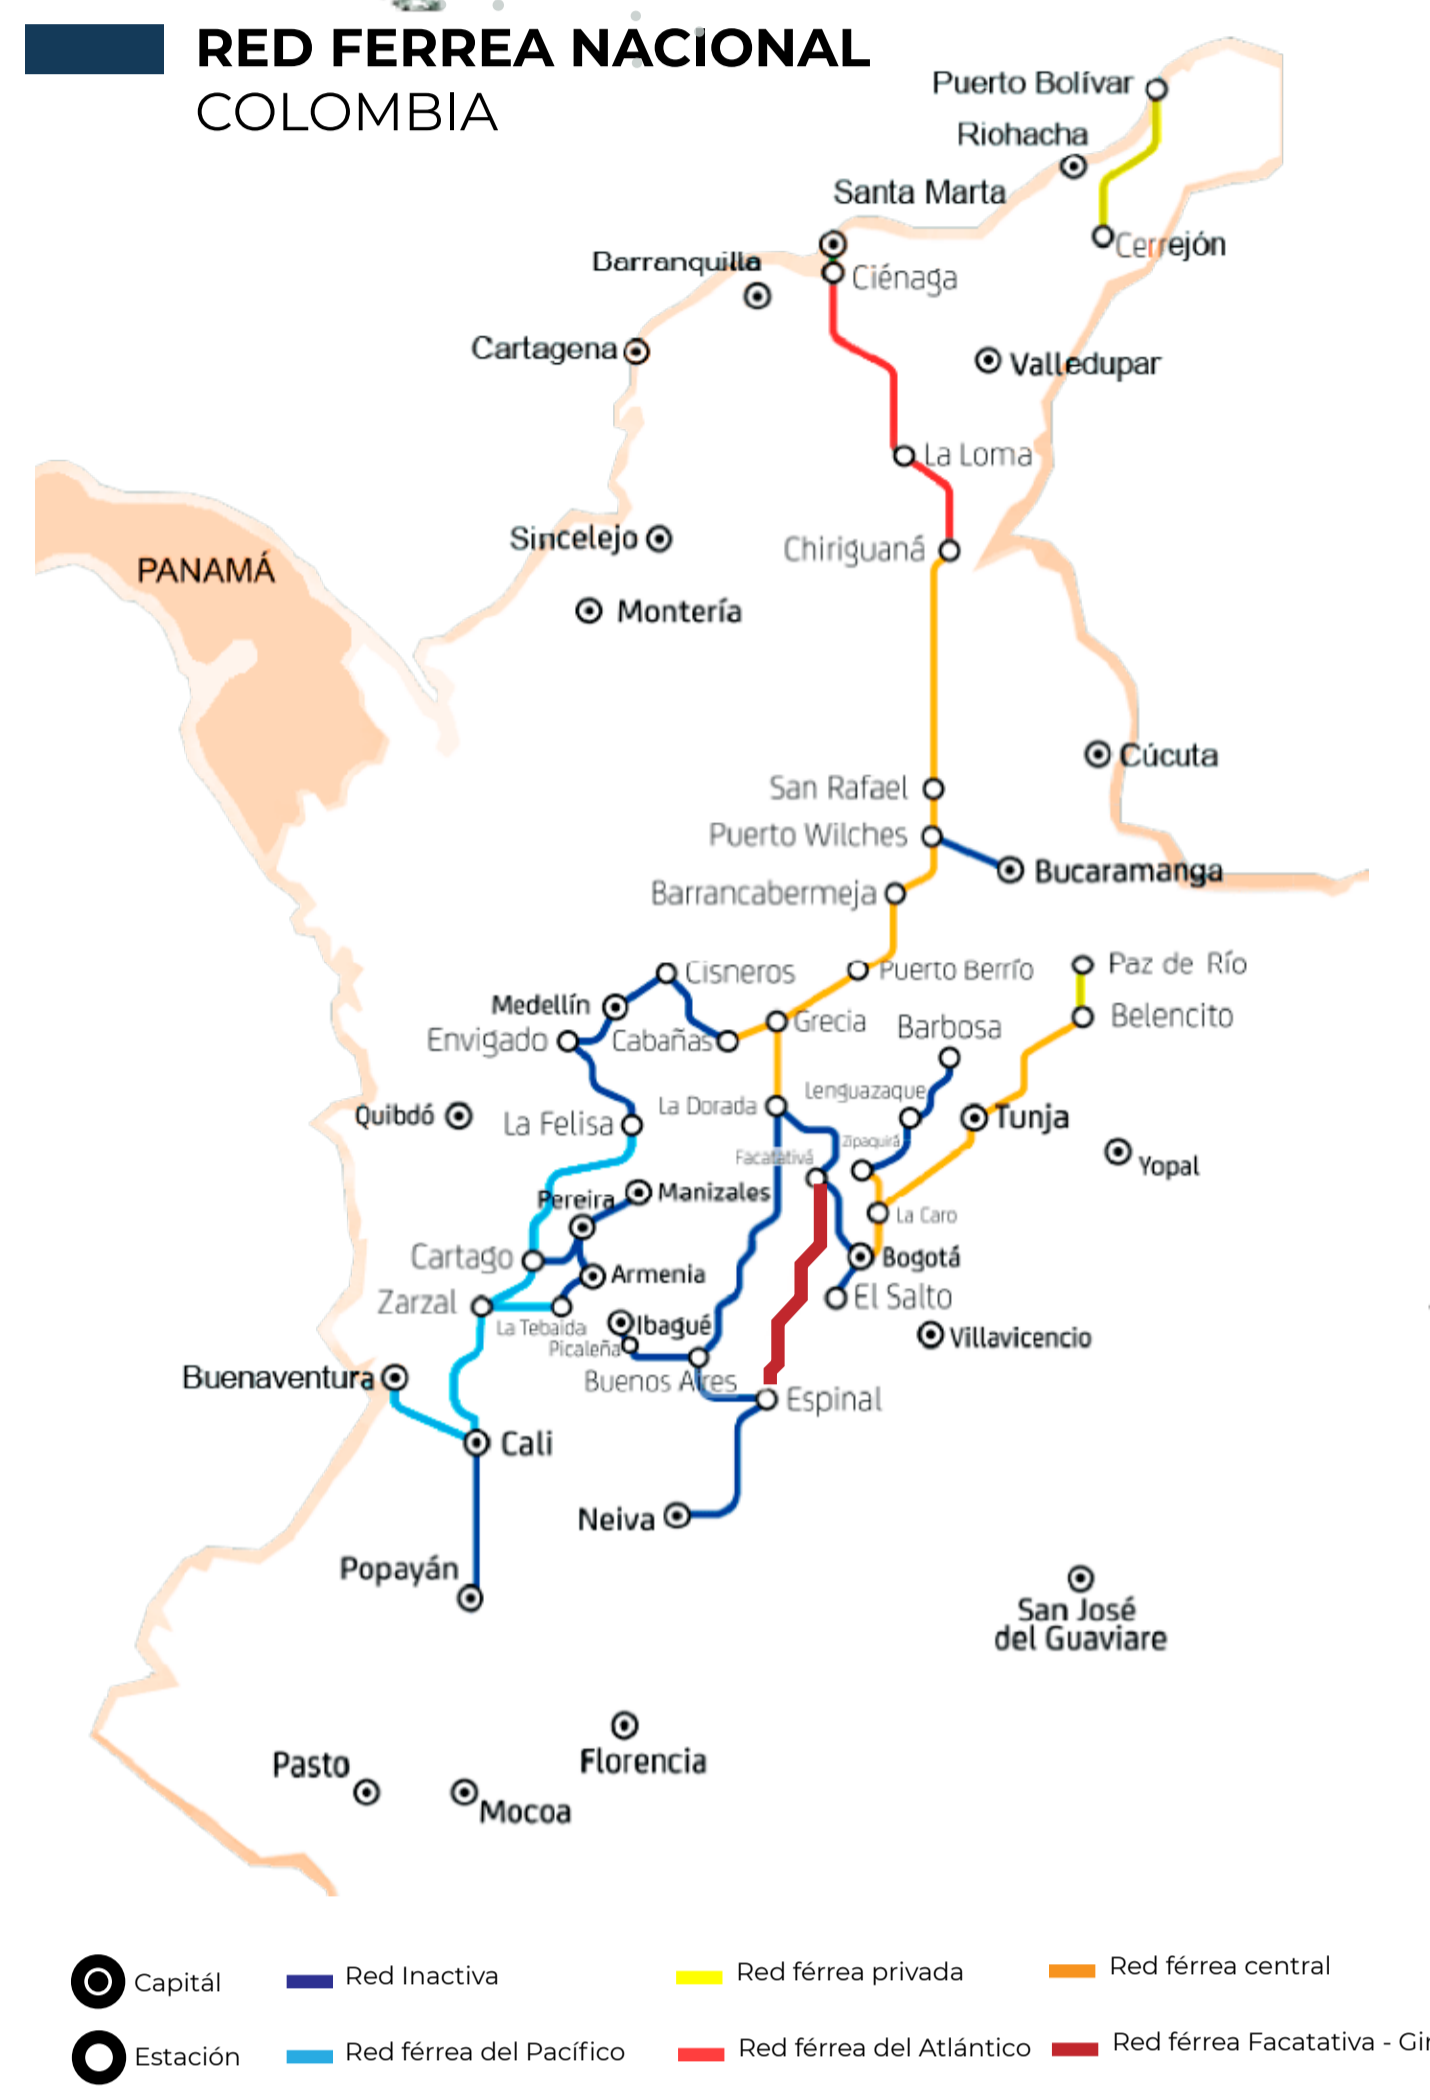 RED FERREA NACIONAL
COLOMBIA
Puerto Bolívar
Riohacha
Santa Marta
Cerrejón
Barranquilla
Ciénaga
Cartagena
Valledupar
La Loma
Sincelejo
Chiriguaná
PANAMÁ
Montería
Cúcuta
San Rafael
Puerto Wilches
Bucaramanga
Barrancabermeja
Paz de Río
Cisneros
Puerto Berrío
Medellín
Belencito
Grecia
Barbosa
Envigado
Cabañas
Lenguazaque
La Dorada
Quibdó
Tunja
La Felisa
Zipaquirá
Facatativá
Yopal
Pereira
Manizales
La Caro
Cartago
Bogotá
Armenia
El Salto
Zarzal
La Tebaida
Ibagué
Villavicencio
Picaleña
Buenaventura
Buenos Aires
Espinal
Cali
Neiva
Popayán
San José
del Guaviare
Florencia
Pasto
Mocoa
Capitál
Red Inactiva
Red férrea privada
Red férrea central
Estación
Red férrea del Pacífico
Red férrea del Atlántico
Red férrea Facatativa -